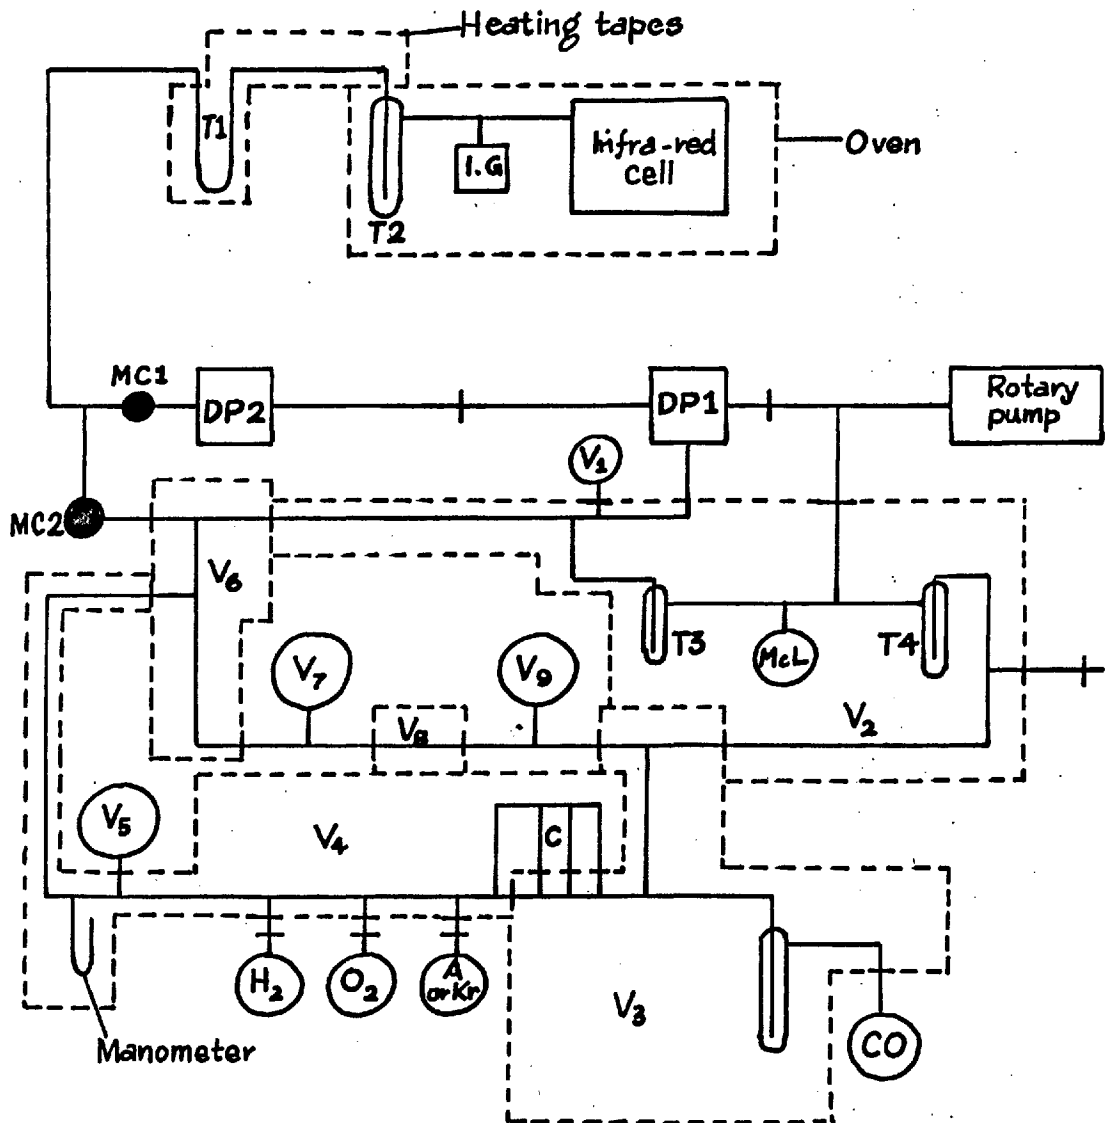 Heating tapes
T1
I.G
Infra-red
cell
Oven
T2
MC1
DP2
DP1
Rotary
pump
V1
MC2
V6
V7
V9
T3
McL
T4
V8
V2
V5
V4
C
H2
O2
A
or Kr
V3
CO
Manometer